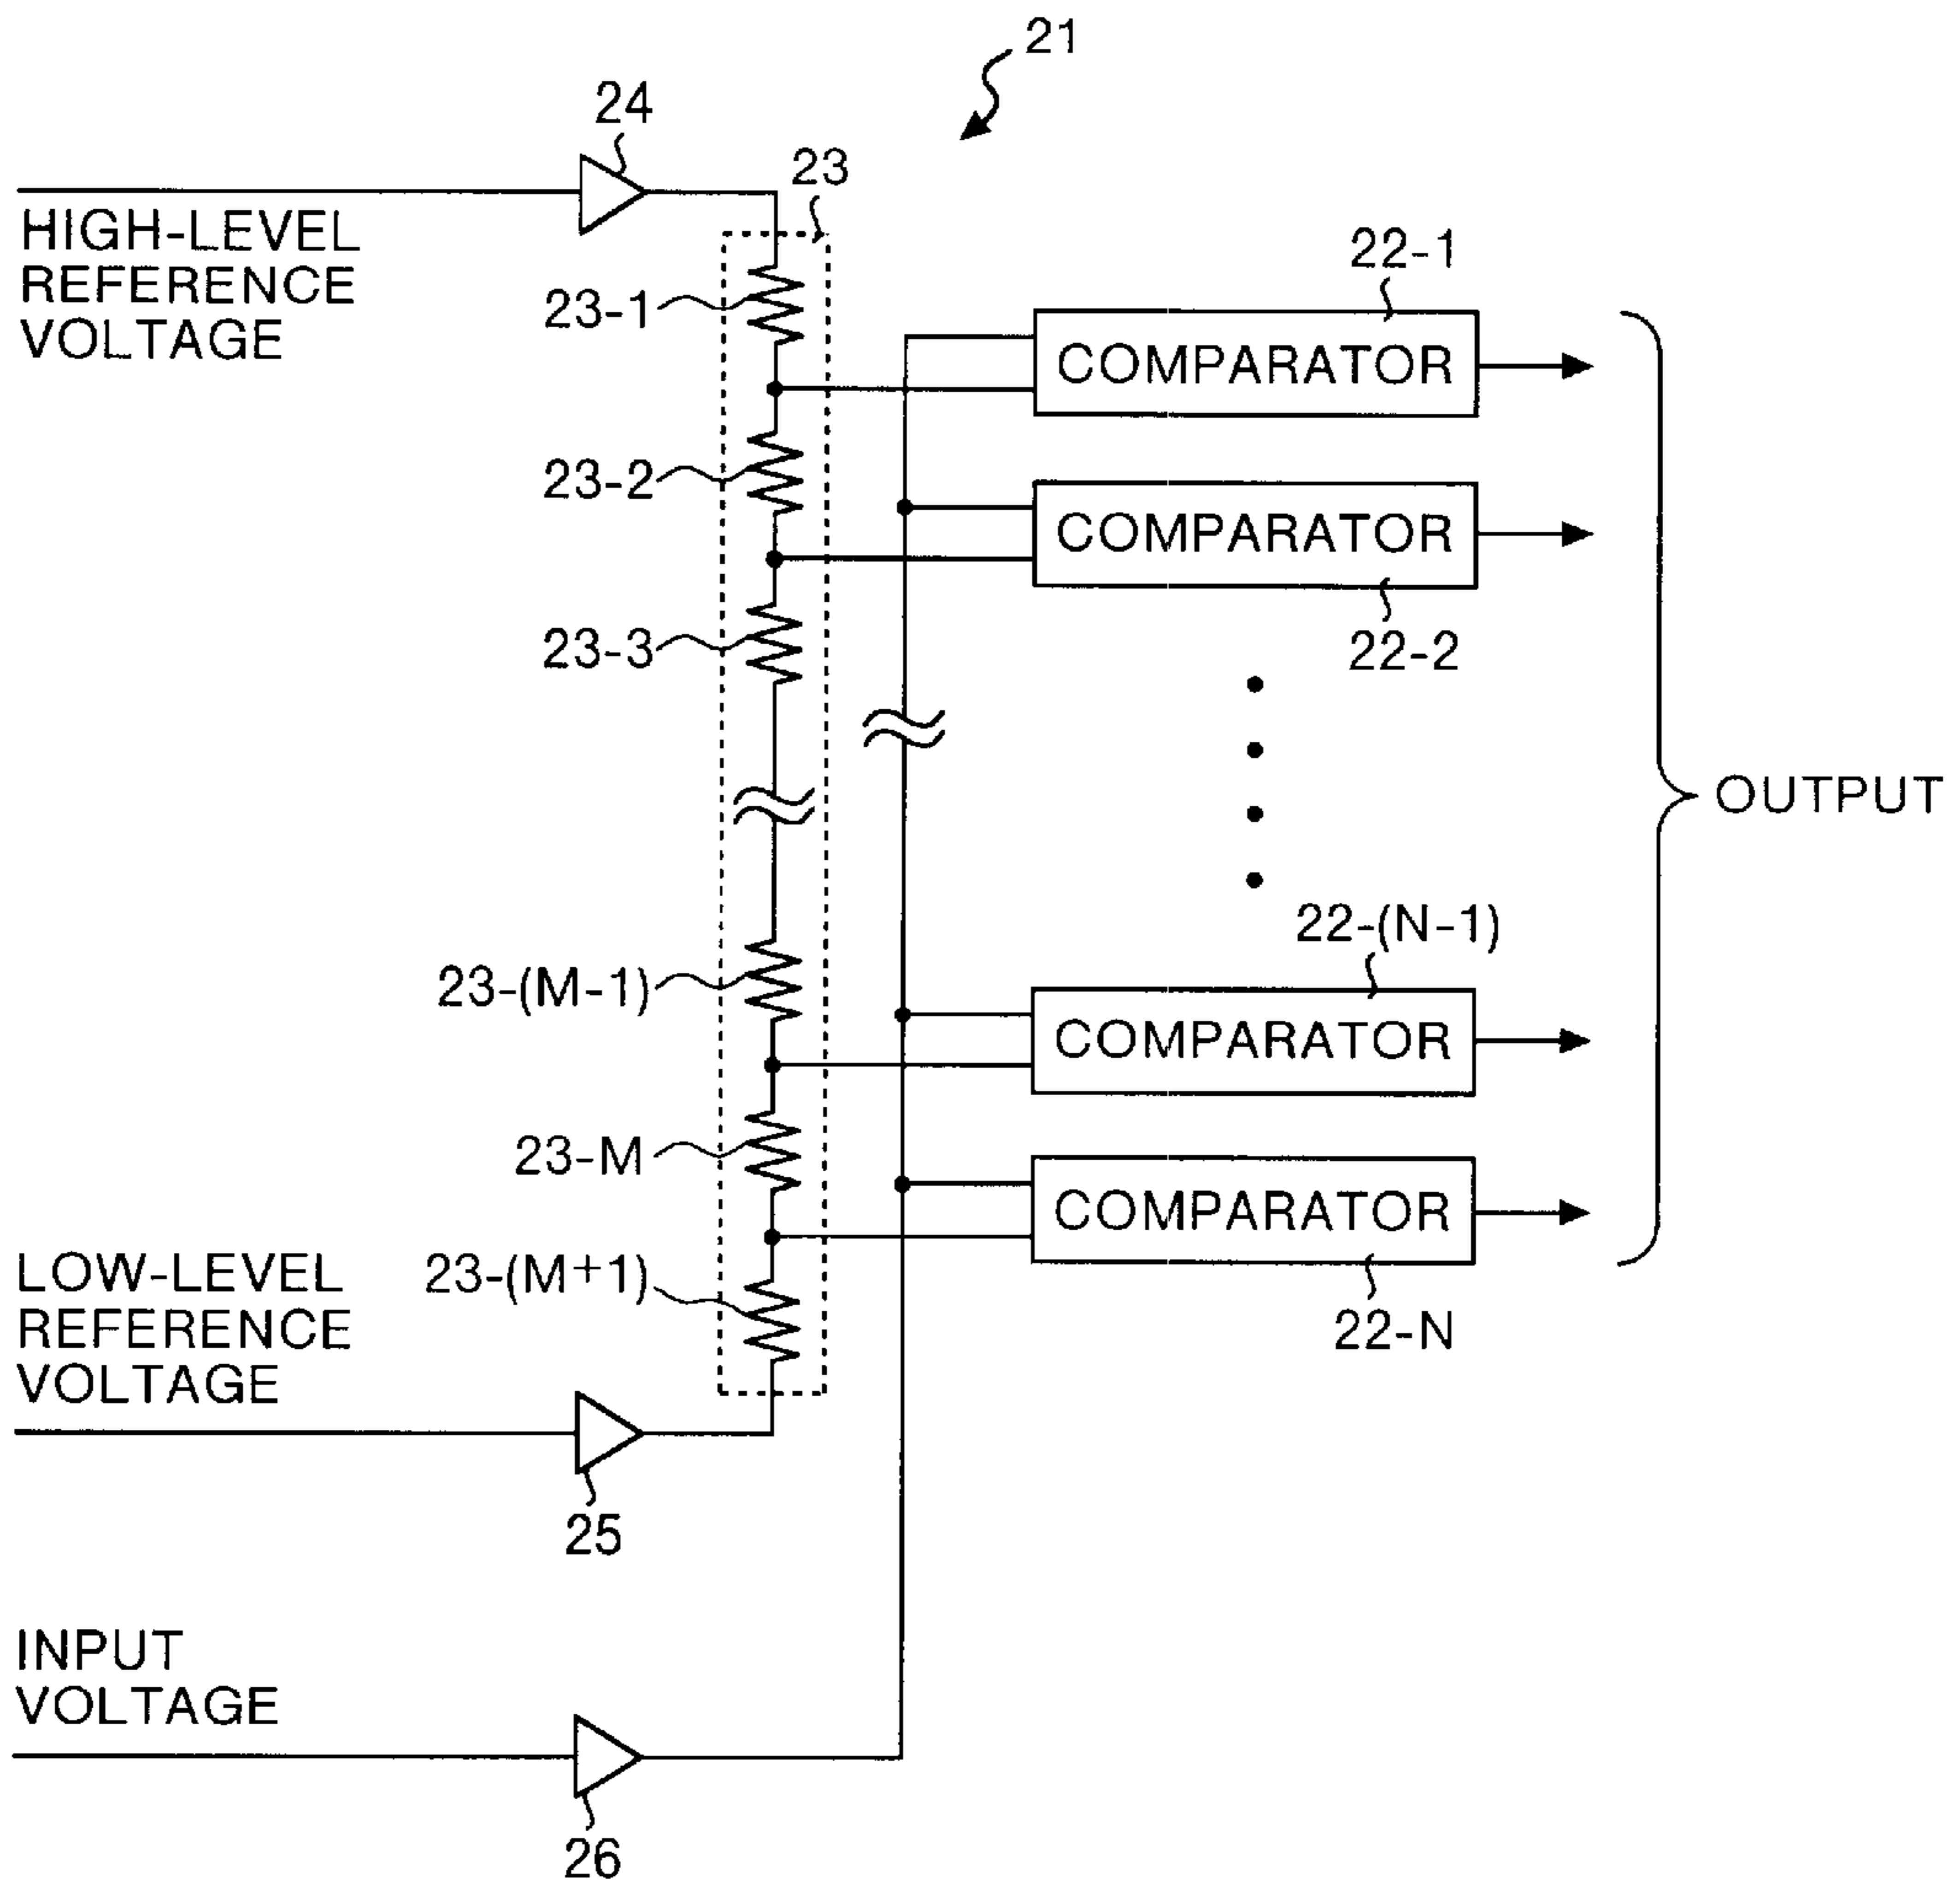 21
24
23
HIGH-LEVEL
REFERENCE
VOLTAGE
23-1
22-1
COMPARATOR
23-2
COMPARATOR
22-2
23-3
OUTPUT
22-(N-1)
23-(M-1)
COMPARATOR
23-M
COMPARATOR
22-N
LOW-LEVEL
REFERENCE
VOLTAGE
23-(M+1)
25
INPUT
VOLTAGE
26